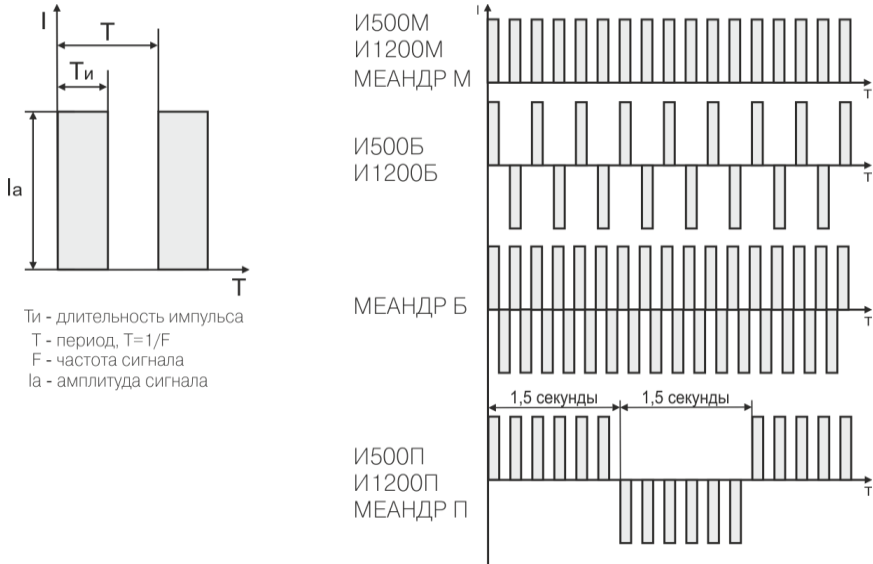 I
T
Tи
Ia
T
Tи - длительность импульса
T - период, T=1/F
F - частота сигнала
Ia - амплитуда сигнала
И500М
И1200М
МЕАНДР М
I
T
И500Б
И1200Б
T
МЕАНДР Б
T
1,5 секунды 1,5 секунды
И500П
И1200П
МЕАНДР П
T